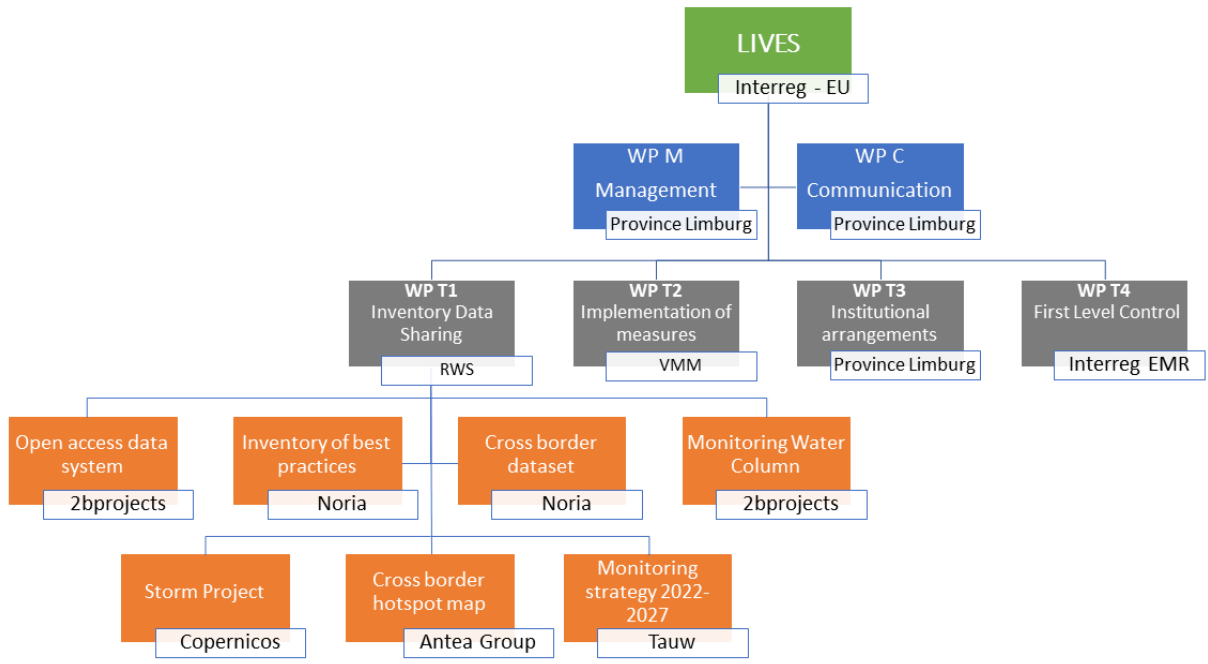 LIVES
Interreg - EU
WP M
Management
Province Limburg
WP C
Communication
Province Limburg
WP T1
Inventory Data
Sharing
RWS
WP T2
Implementation of
measures
VMM
WP T3
Institutional
arrangements
Province Limburg
WP T4
First Level Control
Interreg EMR
Open access data
system
2bprojects
Inventory of best
practices
Noria
Cross border
dataset
Noria
Monitoring Water
Column
2bprojects
Storm Project
Copernicos
Cross border
hotspot map
Antea Group
Monitoring
strategy 2022-
2027
Tauw